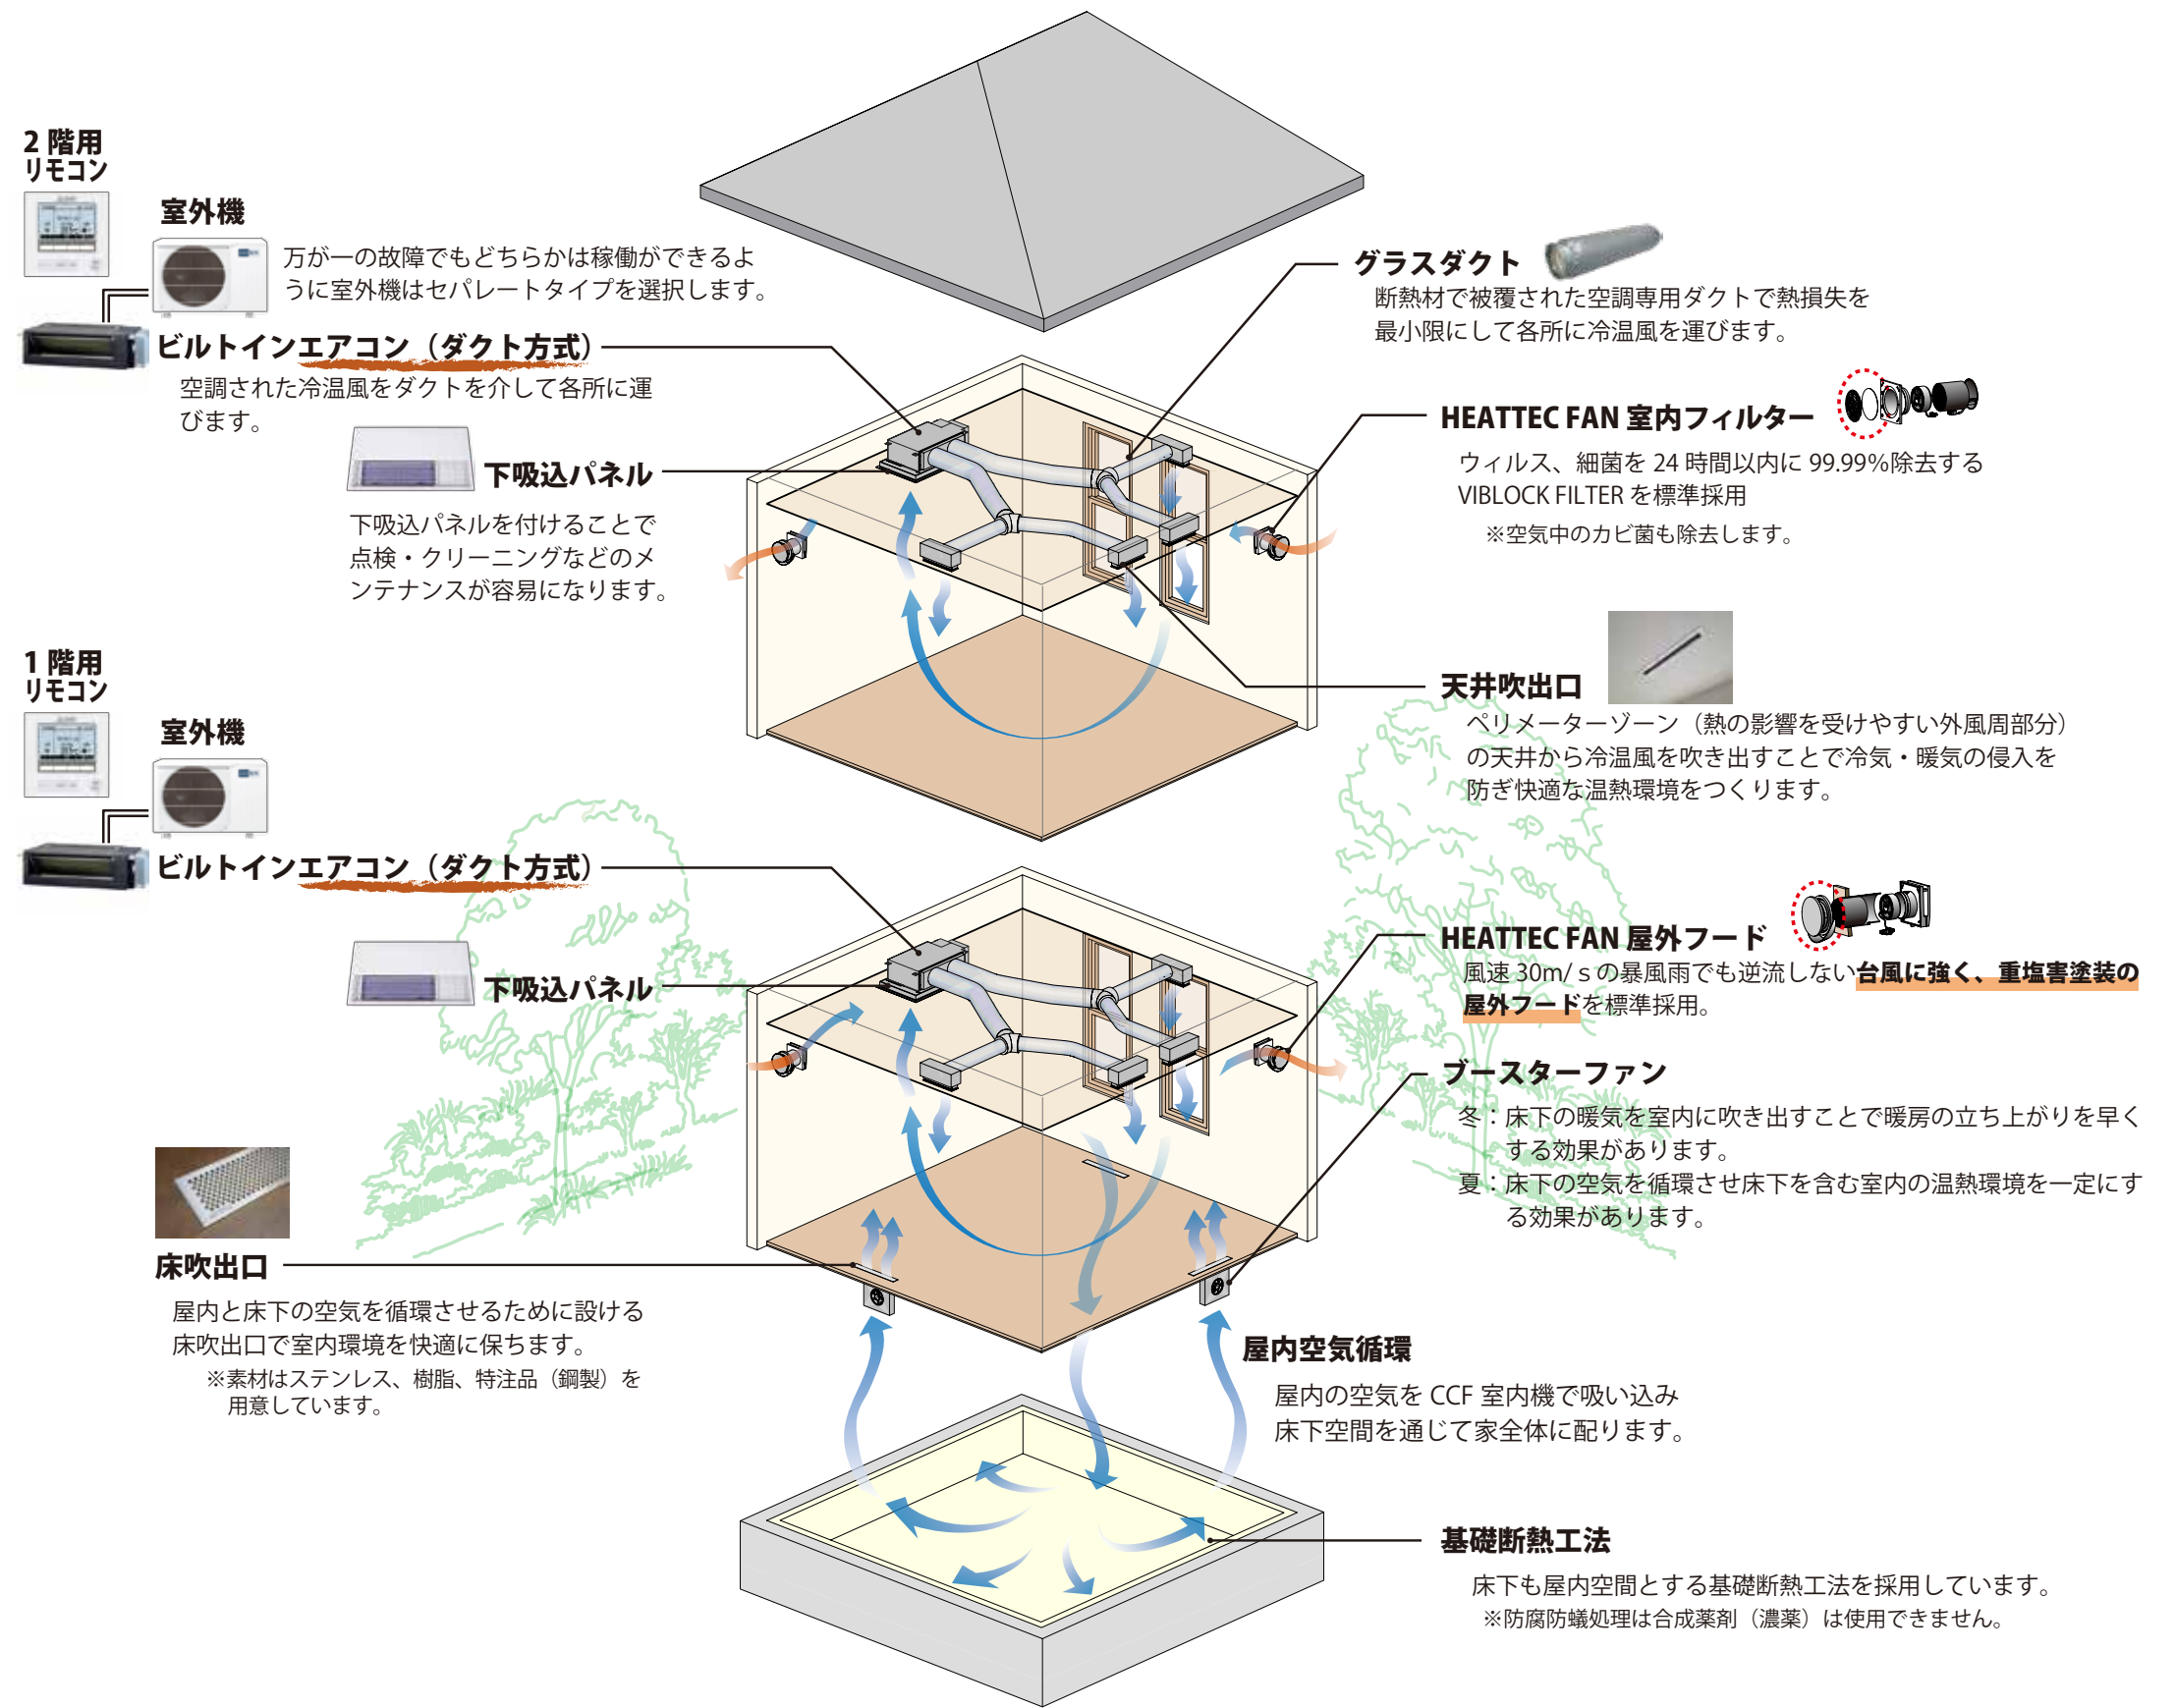 2 階用
リモコン
室外機
万が一の故障でもどちらかは稼働ができるよ
うに室外機はセパレートタイプを選択します。
ビルトインエアコン（ダクト方式）
空調された冷温風をダクトを介して各所に運
びます。
下吸込パネル
下吸込パネルを付けることで
点検・クリーニングなどのメ
ンテナンスが容易になります。
グラスダクト
断熱材で被覆された空調専用ダクトで熱損失を
最小限にして各所に冷温風を運びます。
HEATTEC FAN 室内フィルター
ウィルス、細菌を 24 時間以内に 99.99%除去する
VIBLOCK FILTER を標準採用
※空気中のカビ菌も除去します。
天井吹出口
ペリメーターゾーン（熱の影響を受けやすい外風周部分）
の天井から冷温風を吹き出すことで冷気・暖気の侵入を
防ぎ快適な温熱環境をつくります。
1 階用
リモコン
室外機
ビルトインエアコン（ダクト方式）
下吸込パネル
HEATTEC FAN 屋外フード
風速 30m/ｓの暴風雨でも逆流しない台風に強く、重塩害塗装の
屋外フードを標準採用。
ブースターファン
冬：床下の暖気を室内に吹き出すことで暖房の立ち上がりを早く
する効果があります。
夏：床下の空気を循環させ床下を含む室内の温熱環境を一定にす
る効果があります。
床吹出口
屋内と床下の空気を循環させるために設ける
床吹出口で室内環境を快適に保ちます。
※素材はステンレス、樹脂、特注品（鋼製）を
用意しています。
屋内空気循環
屋内の空気を CCF 室内機で吸い込み
床下空間を通じて家全体に配ります。
基礎断熱工法
床下も屋内空間とする基礎断熱工法を採用しています。
※防腐防蟻処理は合成薬剤（濃薬）は使用できません。